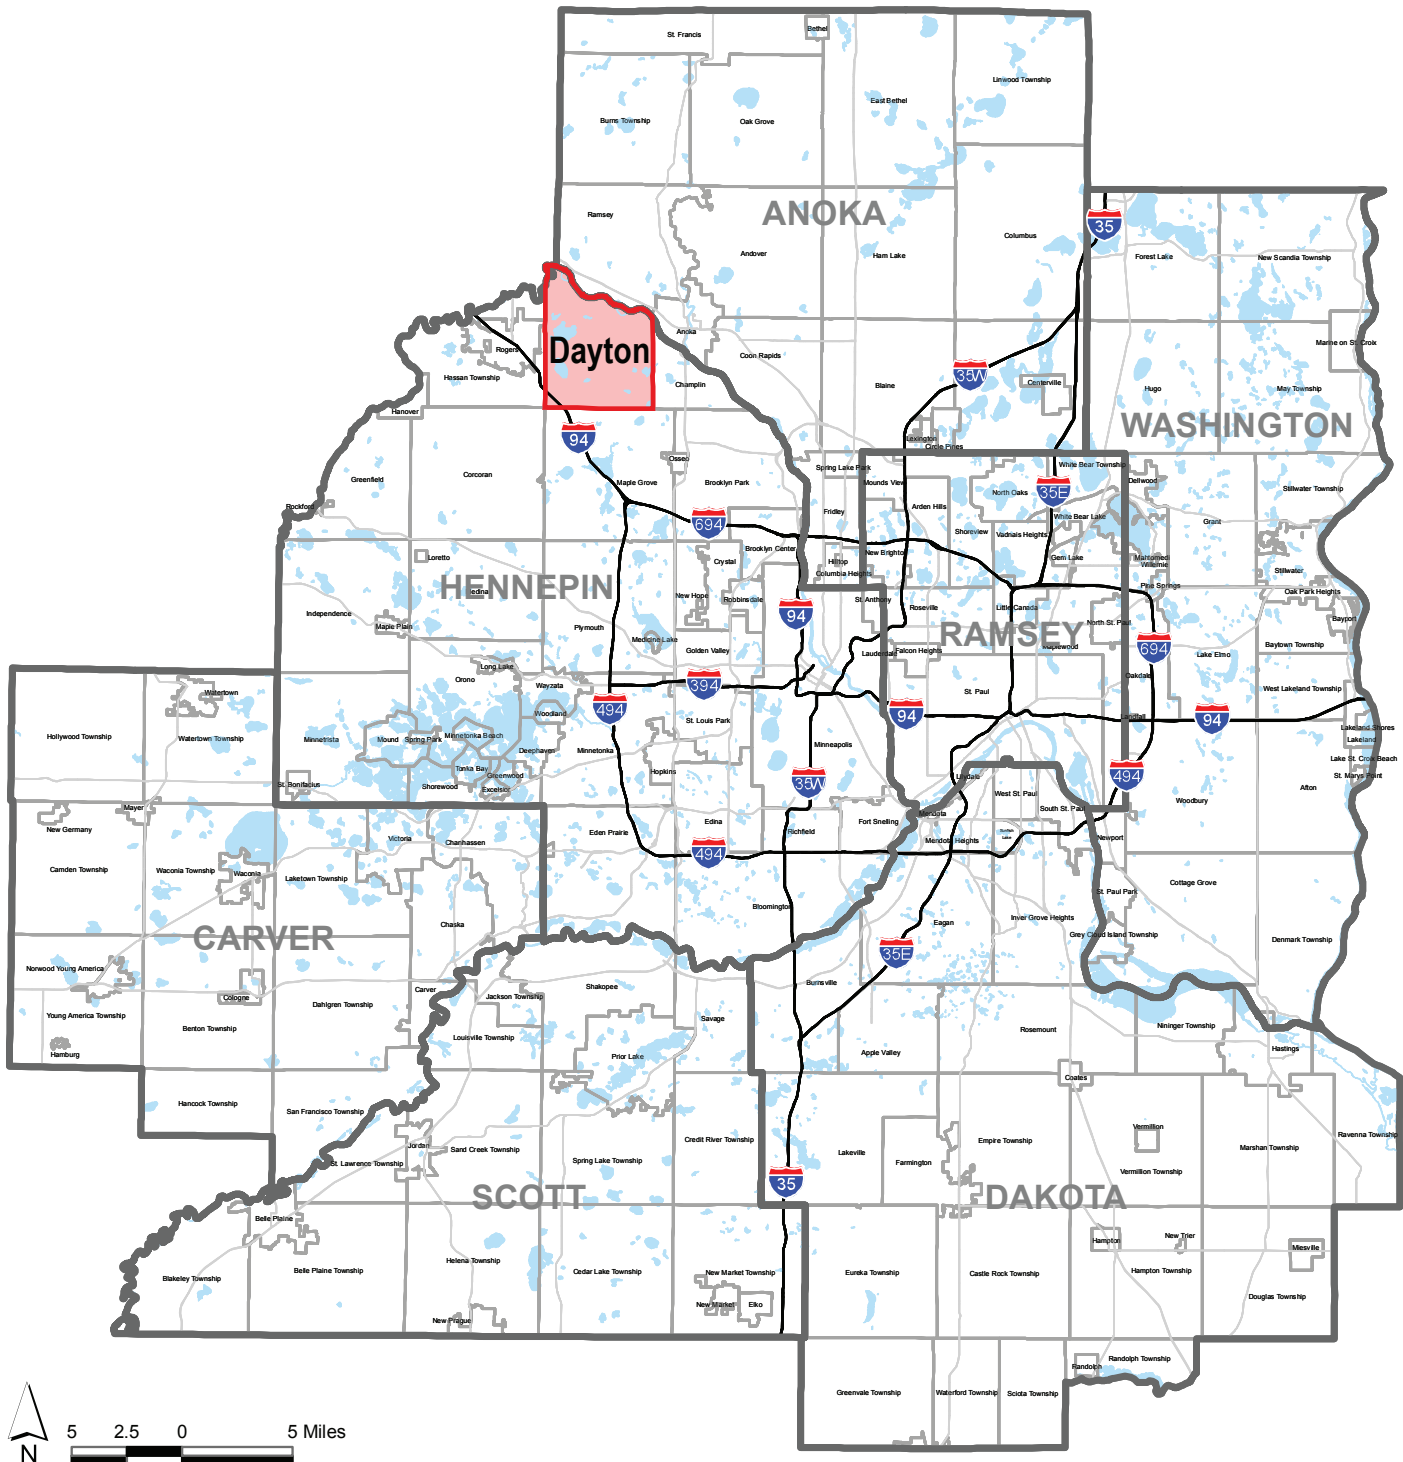 St. Francis
Bethel
Linwood Township
East Bethel
Burns Township
Oak Grove
Ramsey
ANOKA
35
Columbus
Andover
Ham Lake
Forest Lake
New Scandia Township
Anoka
Rogers
Dayton
Coon Rapids
Marine on St. Croix
Hassan Township
35W
Centerville
Champlin
Blaine
Hugo
May Township
Hanover
WASHINGTON
94
Lexington
Circle Pines
Osseo
Spring Lake Park
White Bear Township
Corcoran
Greenfield
Maple Grove
Brooklyn Park
Mounds View
Dellwood
Stillwater Township
North Oaks
35E
Rockford
Arden Hills
Fridley
White Bear Lake
Grant
694
Shoreview
Vadnais Heights
Brooklyn Center
New Brighton
Loretto
Crystal
Hilltop
Gem Lake
Mahtomedi
Willernie
Columbia Heights
Stillwater
HENNEPIN
Pine Springs
Oak Park Heights
New Hope
Robbinsdale
St. Anthony
Roseville
Little Canada
Independence
94
Bayport
Maple Plain
Plymouth
North St. Paul
RAMSEY
Medicine Lake
Maplewood
Baytown Township
Golden Valley
Lauderdale
Falcon Heights
694
Lake Elmo
Long Lake
Orono
Wayzata
394
Oakdale
St. Paul
West Lakeland Township
Watertown
Woodland
494
St. Louis Park
94
Landfall
94
Lakeland Shores
Hollywood Township
Watertown Township
Minnetrista
Mound
Spring Park
Minnetonka Beach
Deephaven
Minnetonka
Minneapolis
Lakeland
Lake St. Croix Beach
Tonka Bay
Greenwood
Hopkins
35W
Lilydale
494
St. Marys Point
St. Bonifacius
Shorewood
Excelsior
West St. Paul
Afton
Mayer
South St. Paul
Woodbury
New Germany
Edina
Richfield
Fort Snelling
Mendota
Eden Prairie
Victoria
Chanhassen
Mendota Heights
Sunfish
Lake
Newport
494
Camden Township
Waconia Township
Waconia
Laketown Township
Cottage Grove
St. Paul Park
Bloomington
Chaska
Eagan
Inver Grove Heights
CARVER
Grey Cloud Island Township
Denmark Township
35E
Norwood Young America
Burnsville
Shakopee
Carver
Jackson Township
Cologne
Dahlgren Township
Young America Township
Benton Township
Savage
Rosemount
Nininger Township
Louisville Township
Hamburg
Prior Lake
Apple Valley
Hastings
Coates
Hancock Township
San Francisco Township
Vermillion
Ravenna Township
Credit River Township
Empire Township
Jordan
Sand Creek Township
Lakeville
Marshan Township
St. Lawrence Township
Spring Lake Township
Farmington
Vermillion Township
35
SCOTT
DAKOTA
Belle Plaine
Hampton
New Trier
Miesville
Helena Township
Blakeley Township
Belle Plaine Township
Cedar Lake Township
New Market Township
Eureka Township
Castle Rock Township
Hampton Township
Douglas Township
New Market
Elko
New Prague
Randolph
Randolph Township
Greenvale Township
Waterford Township
Sciota Township
5 2.5 0 5 Miles
N